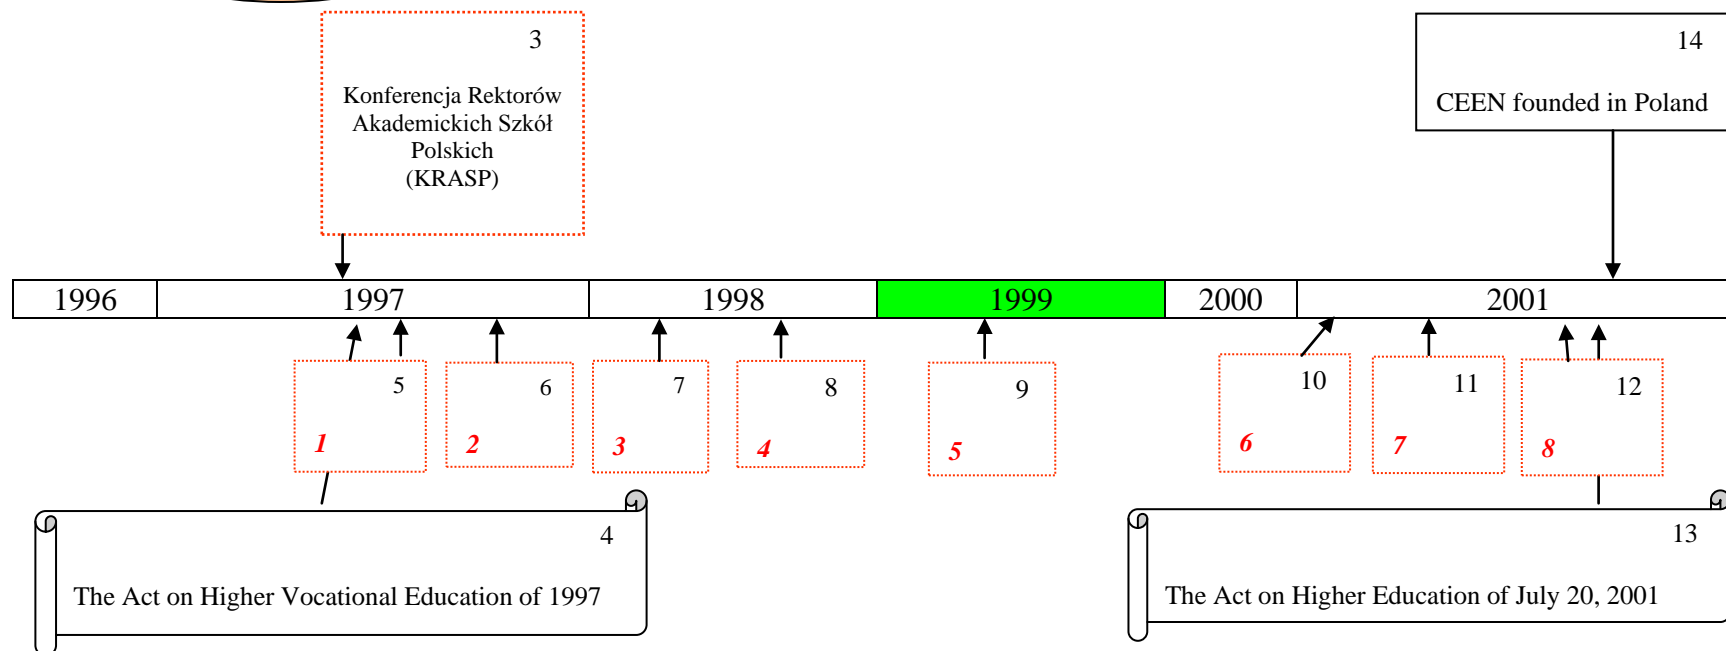 3
Konferencja Rektorów
Akademickich Szkół
Polskich
(KRASP)
14
CEEN founded in Poland
1996 1997 1998 1999 2000 2001
5
1
6
2
7
3
8
4
9
5
10
6
11
7
12
8
4
The Act on Higher Vocational Education of 1997
13
The Act on Higher Education of July 20, 2001